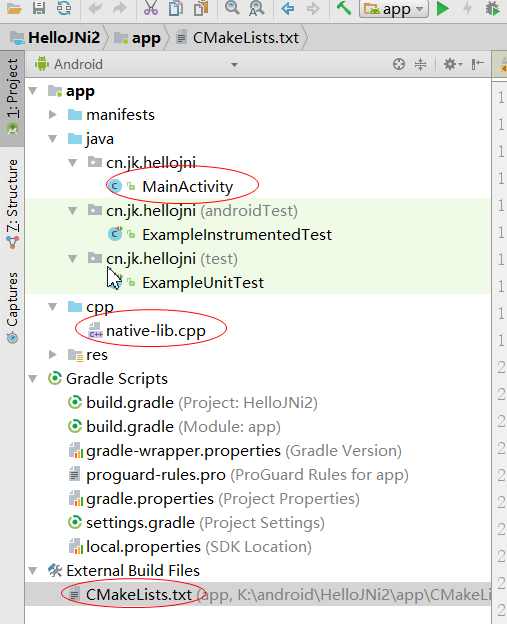 app
HelloJNi2 app CMakeLists.txt
1: Project
Z: Structure
Captures
Android
app
manifests
java
cn.jk.hellojni
MainActivity
cn.jk.hellojni (androidTest)
ExampleInstrumentedTest
cn.jk.hellojni (test)
ExampleUnitTest
cpp
native-lib.cpp
res
Gradle Scripts
build.gradle (Project: HelloJNi2)
build.gradle (Module: app)
gradle-wrapper.properties (Gradle Version)
proguard-rules.pro (ProGuard Rules for app)
gradle.properties (Project Properties)
settings.gradle (Project Settings)
local.properties (SDK Location)
External Build Files
CMakeLists.txt (app, K:\android\HelloJNi2\app\CMakeLi